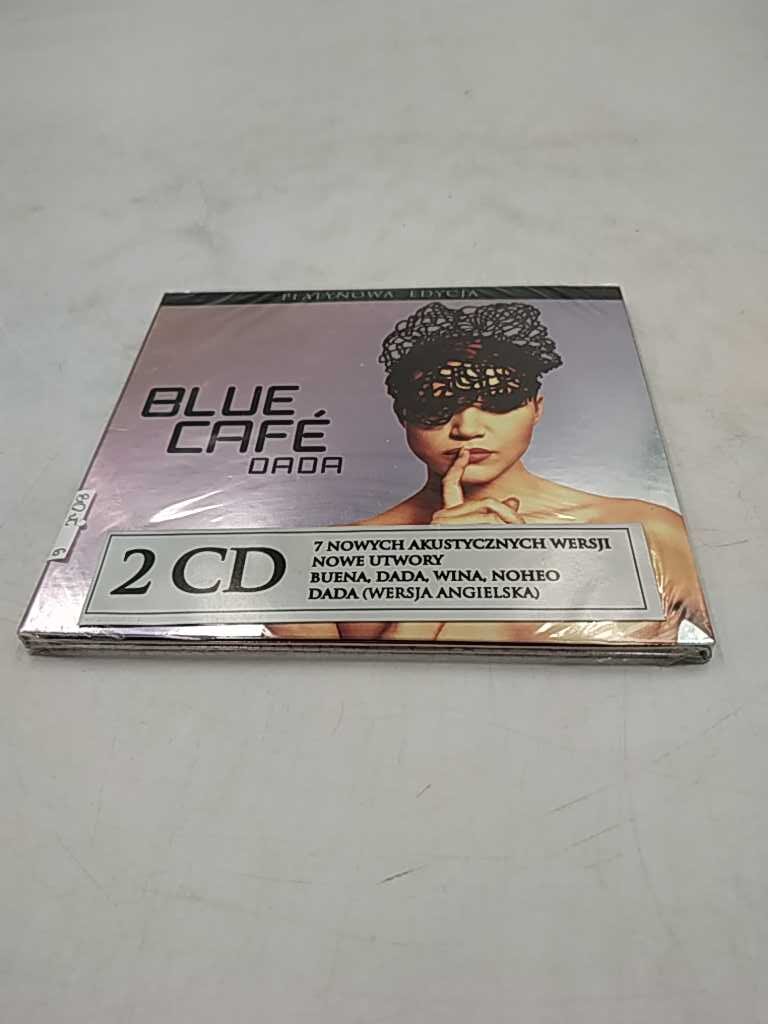 PLATYNOWA EDYCJA
BLUE
CAFÉ
DADA
2 CD
7 NOWYCH AKUSTYCZNYCH WERSJI
NOWE UTWORY
BUENA, DADA, WINA, NOHEO
DADA (WERSJA ANGIELSKA)